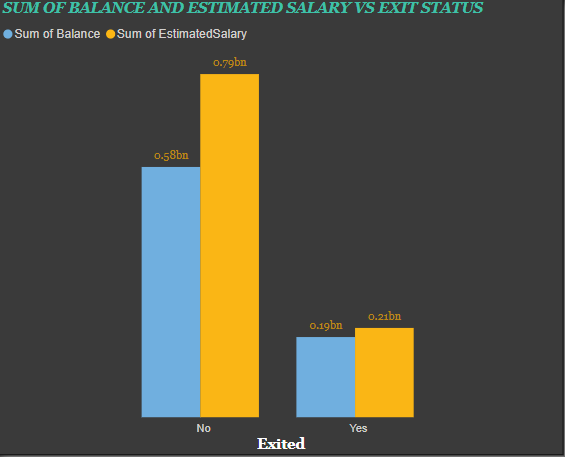 SUM OF BALANCE AND ESTIMATED SALARY VS EXIT STATUS
Sum of Balance Sum of EstimatedSalary
0.79bn
0.58bn
0.21bn
0.19bn
No Yes
Exited